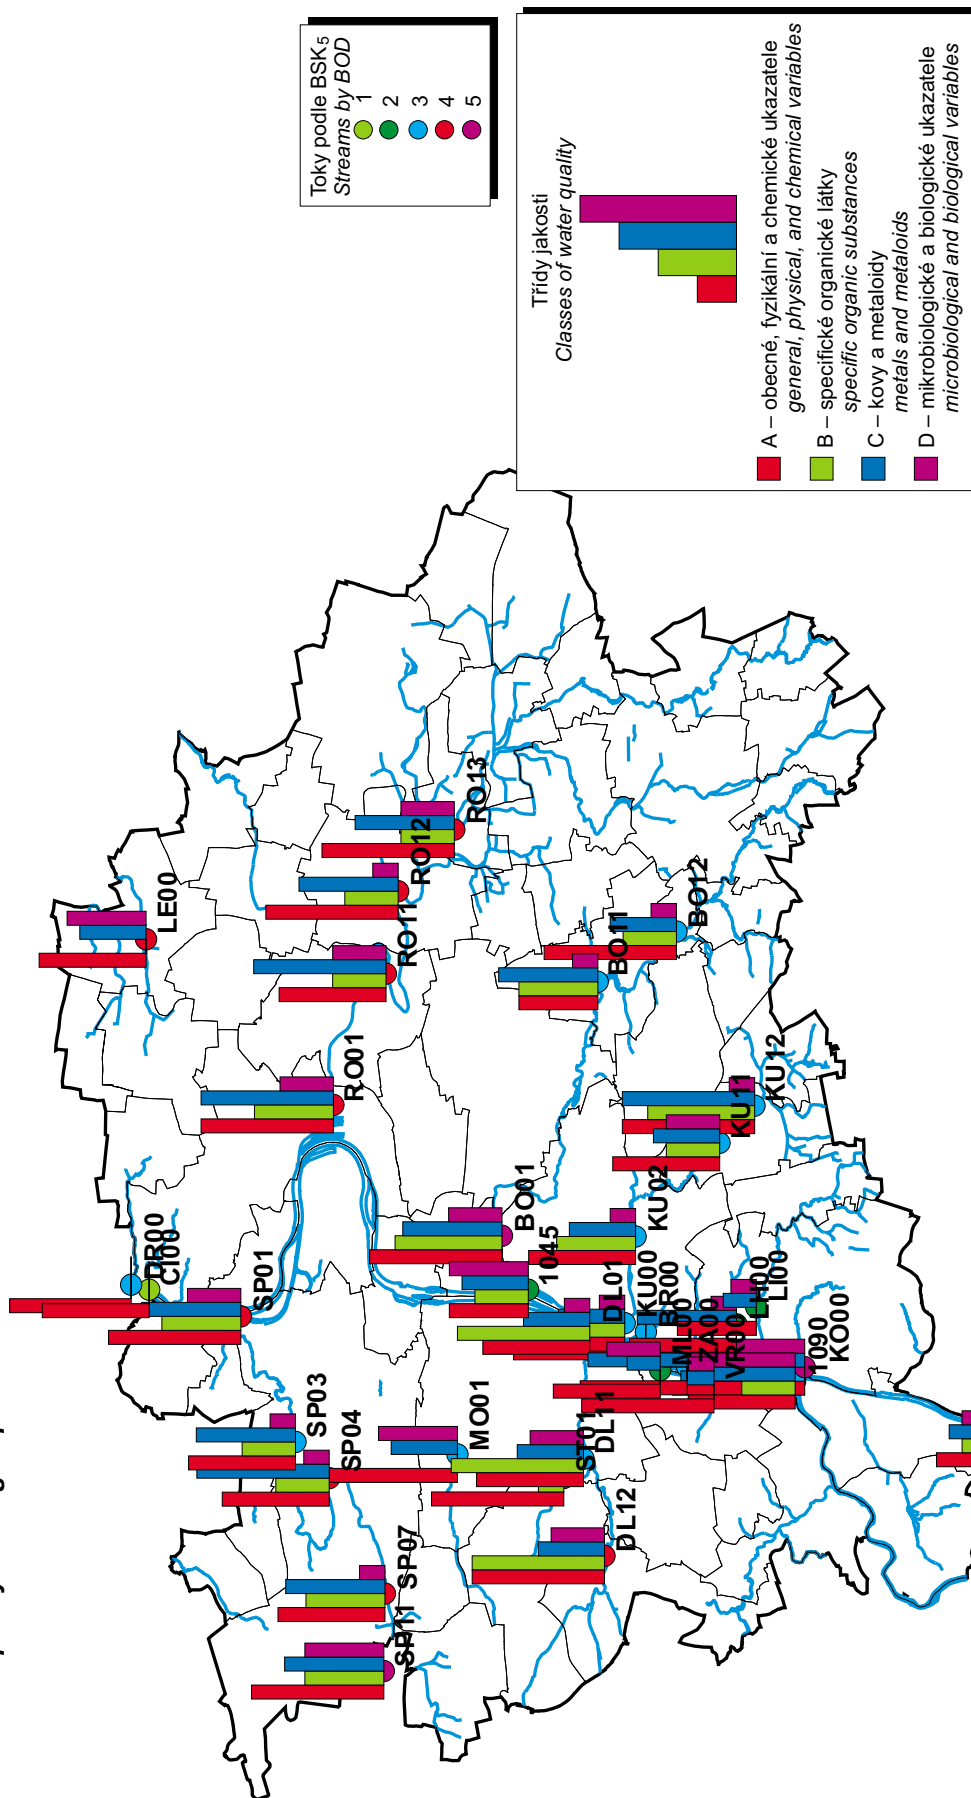 Toky podle BSK5
Streams by BOD
1
2
3
4
5
Třídy jakosti
Classes of water quality
A – obecné, fyzikální a chemické ukazatele
general, physical, and chemical variables
B – specifické organické látky
specific organic substances
C – kovy a metaloidy
metals and metaloids
D – mikrobiologické a biologické ukazatele
microbiological and biological variables
LE00
DR00
CI00
SP01
RO01
RO11
RO12
RO13
SP03
SP04
SP07
SP11
MO01
BO01
1045
BO11
BO12
DL01
ST01
DL11
DL12
KU00
KU02
KU11
KU12
BR00
ML00
ZA00
VR00
LH00
LI00
1090
KO00